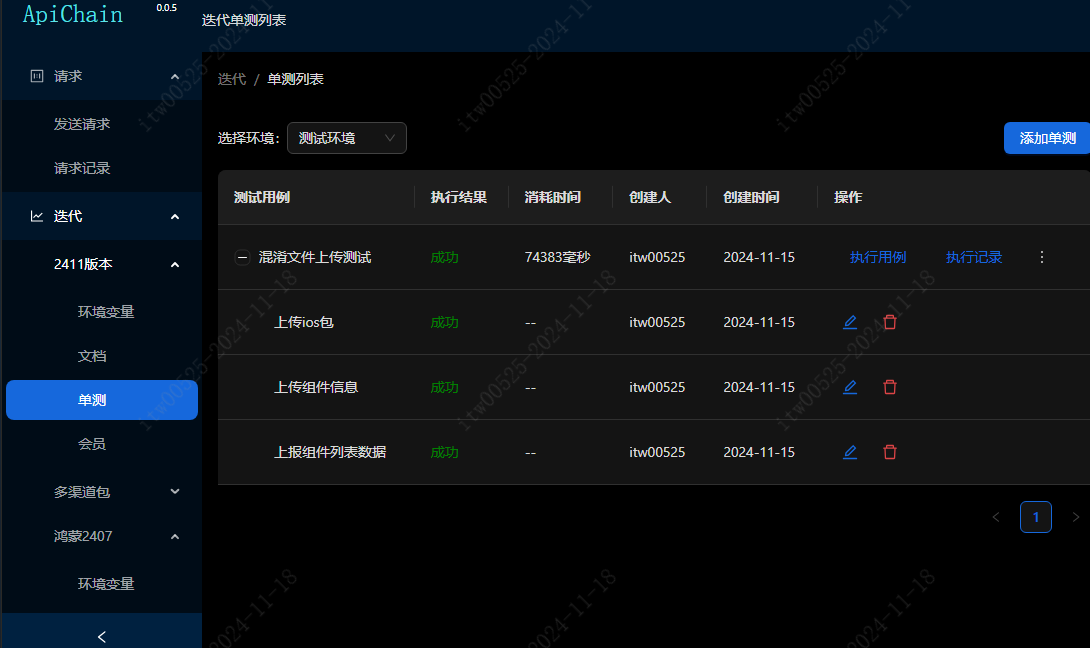 ApiChain 0.0.5
迭代单测列表
请求
发送请求
请求记录
迭代
2411版本
环境变量
文档
单测
会员
多渠道包
鸿蒙2407
环境变量
迭代 / 单测列表
选择环境: 测试环境
添加单测
测试用例 执行结果 消耗时间 创建人 创建时间 操作
混淆文件上传测试 成功 74383毫秒 itw00525 2024-11-15 执行用例 执行记录
上传ios包 成功 -- itw00525 2024-11-15
上传组件信息 成功 -- itw00525 2024-11-15
上报组件列表数据 成功 -- itw00525 2024-11-15
1
itw00525-2024-11-18